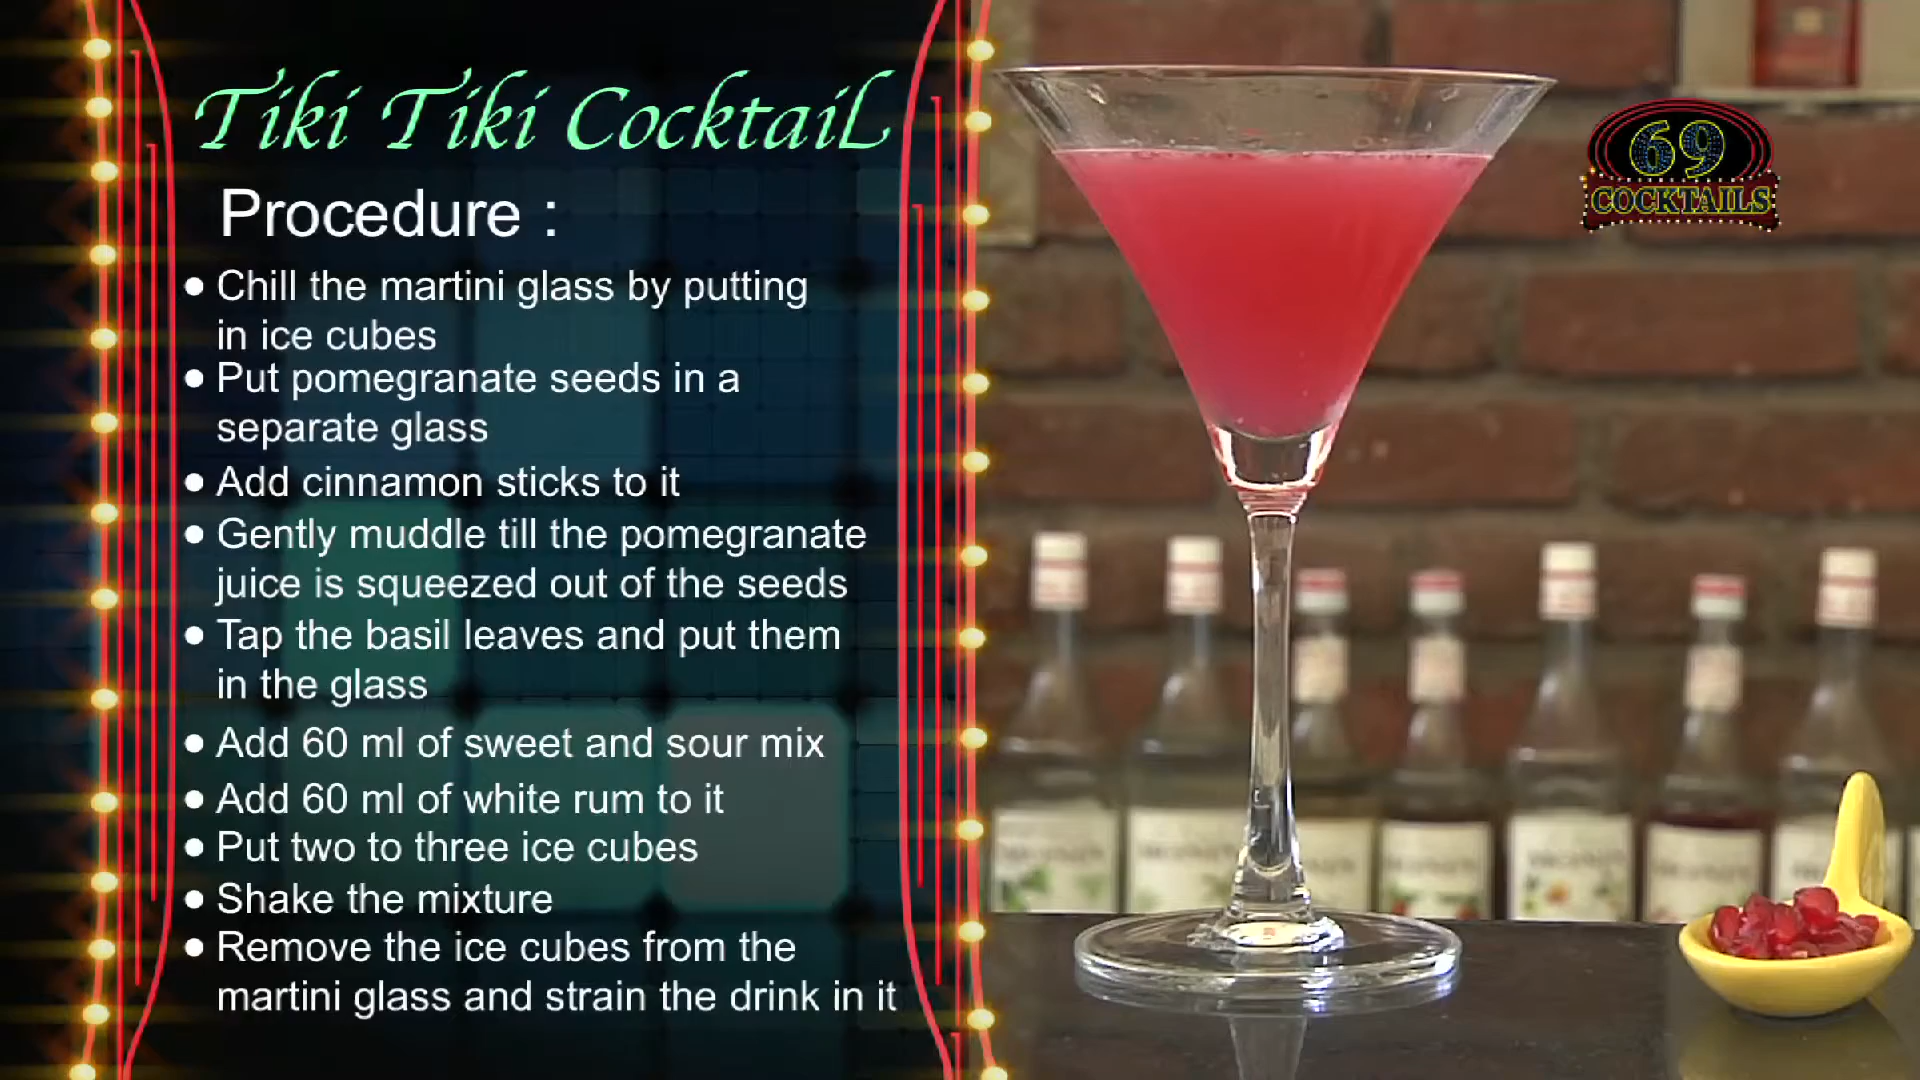 Tiki Tiki Cocktail
Procedure :
• Chill the martini glass by putting
in ice cubes
• Put pomegranate seeds in a
separate glass
• Add cinnamon sticks to it
• Gently muddle till the pomegranate
juice is squeezed out of the seeds
• Tap the basil leaves and put them
in the glass
• Add 60 ml of sweet and sour mix
• Add 60 ml of white rum to it
• Put two to three ice cubes
• Shake the mixture
• Remove the ice cubes from the
martini glass and strain the drink in it
69
COCKTAILS